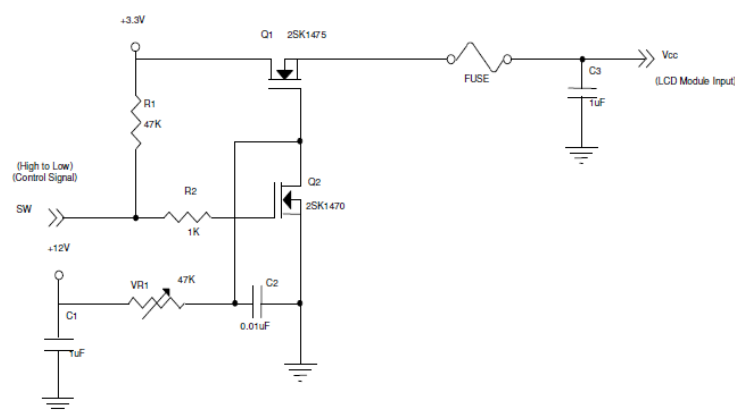 +3.3V
Q1 2SK1475
R1
47K
FUSE
C3
1uF
Vcc
(LCD Module Input)
(High to Low)
(Control Signal)
SW
R2
1K
Q2
2SK1470
+12V
VR1
47K
C2
0.01uF
C1
1uF